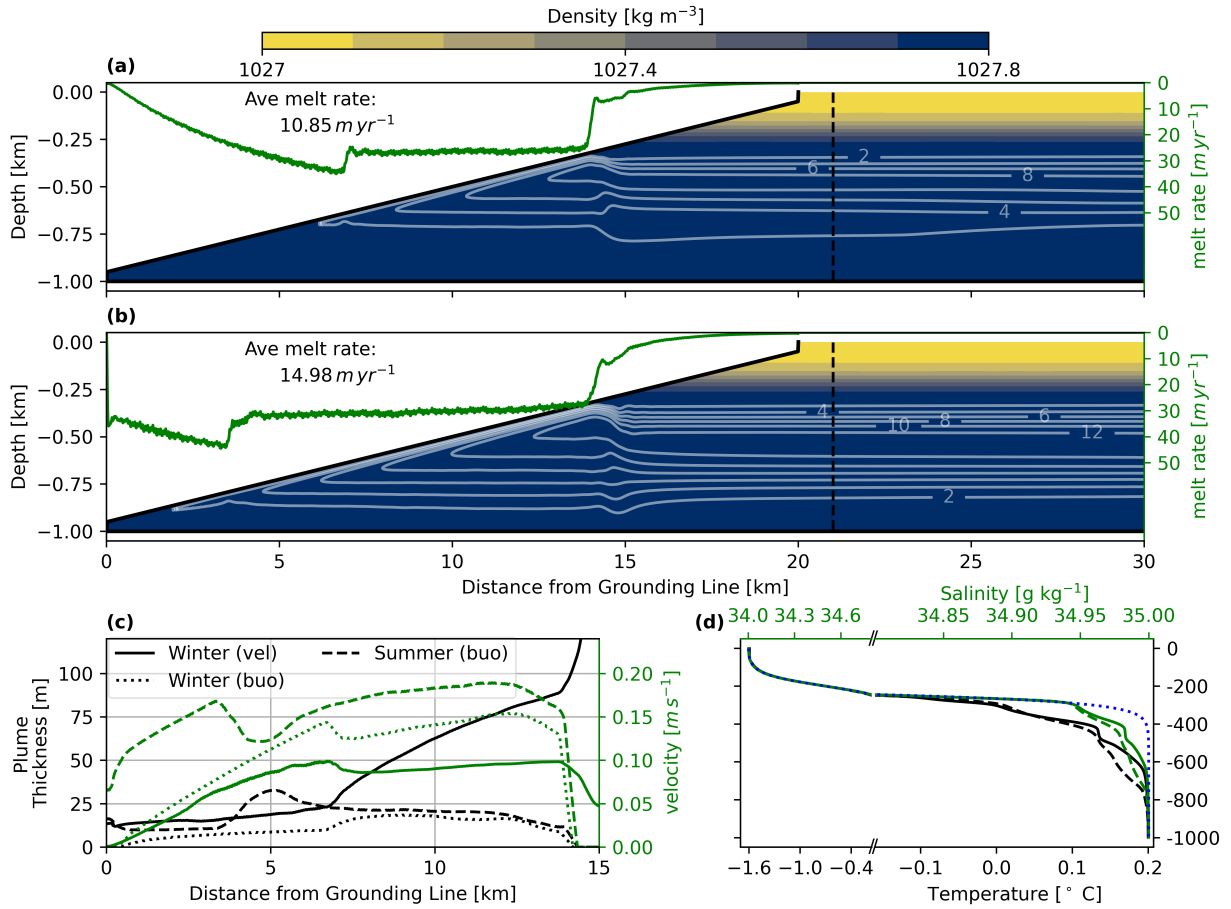 Density [kg m⁻³]
1027 1027.4 1027.8
(a)
Ave melt rate:
10.85 m yr⁻¹
0.00
−0.25
−0.50
−0.75
−1.00
Depth [km]
2
6
8
4
0
10
20
30
40
50
melt rate [m yr⁻¹]
(b)
Ave melt rate:
14.98 m yr⁻¹
0.00
−0.25
−0.50
−0.75
−1.00
Depth [km]
4
10
8
6
12
2
0
10
20
30
40
50
melt rate [m yr⁻¹]
0 5 10 15 20 25 30
Distance from Grounding Line [km]
(c)
Winter (vel)
Summer (buo)
Winter (buo)
100
75
50
25
0
Plume
Thickness [m]
0.20
0.15
0.10
0.05
0.00
velocity [m s⁻¹]
0 5 10 15
Distance from Grounding Line [km]
Salinity [g kg⁻¹]
(d)
34.0 34.3 34.6 34.85 34.90 34.95 35.00
0
-200
-400
-600
-800
-1000
−1.6 −1.0 −0.4 −0.1 0.0 0.1 0.2
Temperature [° C]